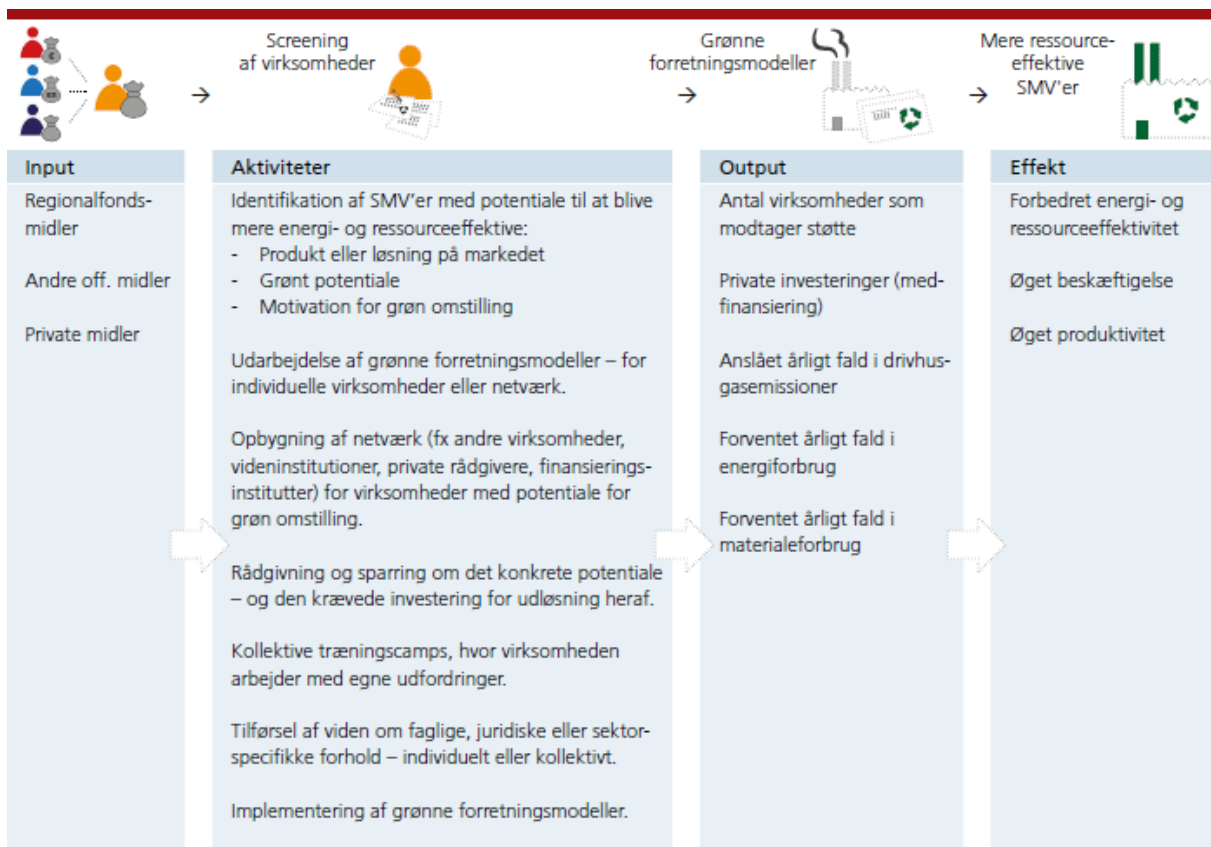 Screening
af virksomheder
Grønne
forretningsmodeller
Mere ressource-
effektive
SMV'er
→
→
→
Input
Regionalfonds-
midler
Andre off. midler
Private midler
Aktiviteter
Identifikation af SMV'er med potentiale til at blive
mere energi- og ressourceeffektive:
- Produkt eller løsning på markedet
- Grønt potentiale
- Motivation for grøn omstilling
Udarbejdelse af grønne forretningsmodeller – for
individuelle virksomheder eller netværk.
Opbygning af netværk (fx andre virksomheder,
videninstitutioner, private rådgivere, finansierings-
institutter) for virksomheder med potentiale for
grøn omstilling.
Rådgivning og sparring om det konkrete potentiale
– og den krævede investering for udløsning heraf.
Kollektive træningscamps, hvor virksomheden
arbejder med egne udfordringer.
Tilførsel af viden om faglige, juridiske eller sektor-
specifikke forhold – individuelt eller kollektivt.
Implementering af grønne forretningsmodeller.
Output
Antal virksomheder som
modtager støtte
Private investeringer (med-
finansiering)
Anslået årligt fald i drivhus-
gasemissioner
Forventet årligt fald i
energiforbrug
Forventet årligt fald i
materialeforbrug
Effekt
Forbedret energi- og
ressourceeffektivitet
Øget beskæftigelse
Øget produktivitet